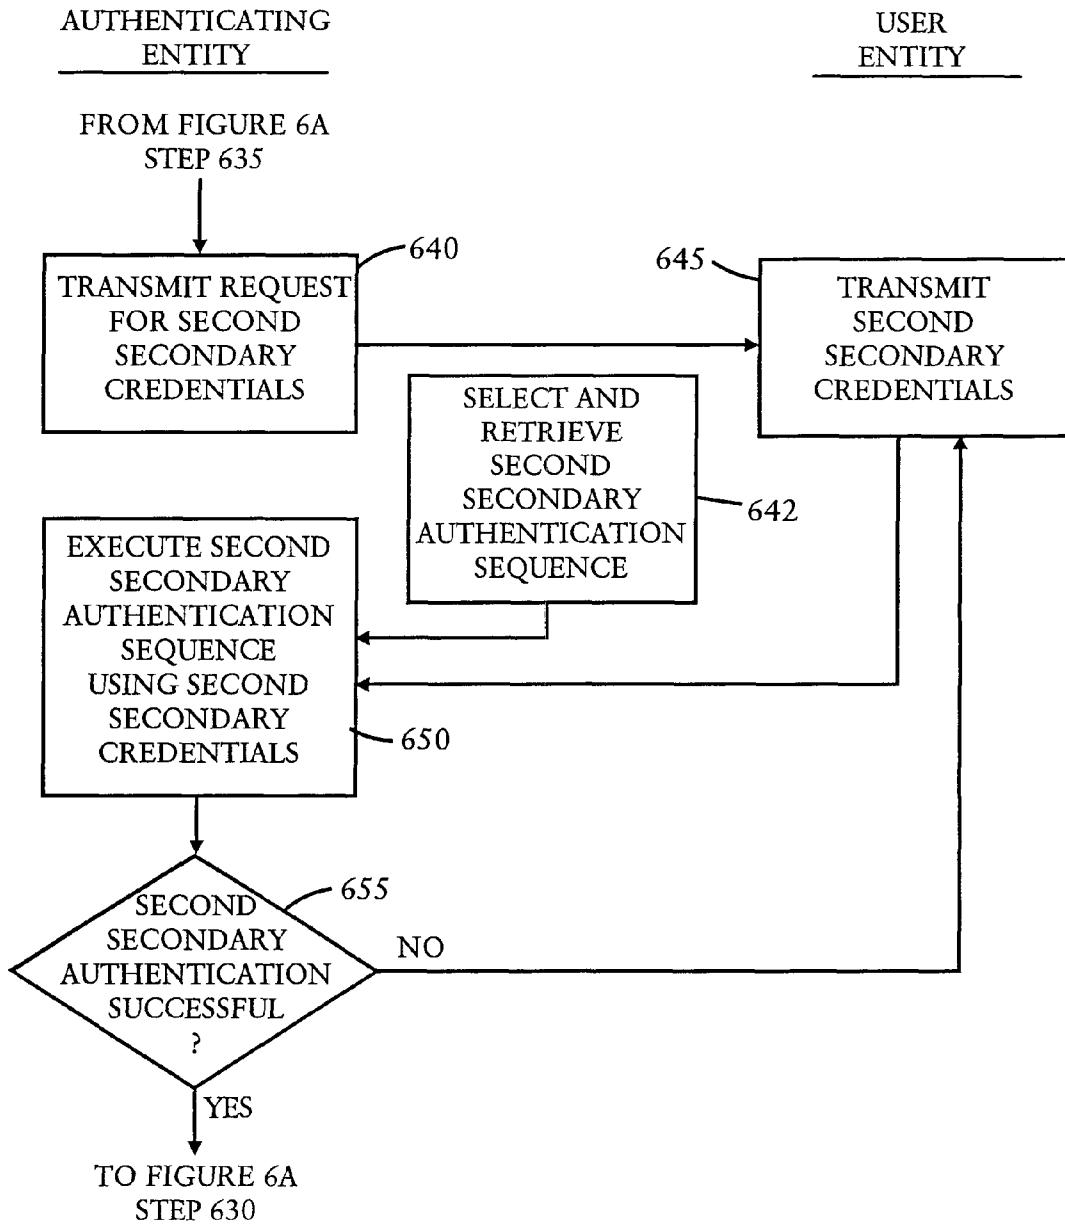 AUTHENTICATING
ENTITY
USER
ENTITY
FROM FIGURE 6A
STEP 635
640
TRANSMIT REQUEST
FOR SECOND
SECONDARY
CREDENTIALS
645
TRANSMIT
SECOND
SECONDARY
CREDENTIALS
SELECT AND
RETRIEVE
SECOND
SECONDARY
AUTHENTICATION
SEQUENCE
642
EXECUTE SECOND
SECONDARY
AUTHENTICATION
SEQUENCE
USING SECOND
SECONDARY
CREDENTIALS
650
655
SECOND
SECONDARY
AUTHENTICATION
SUCCESSFUL
?
NO
YES
TO FIGURE 6A
STEP 630